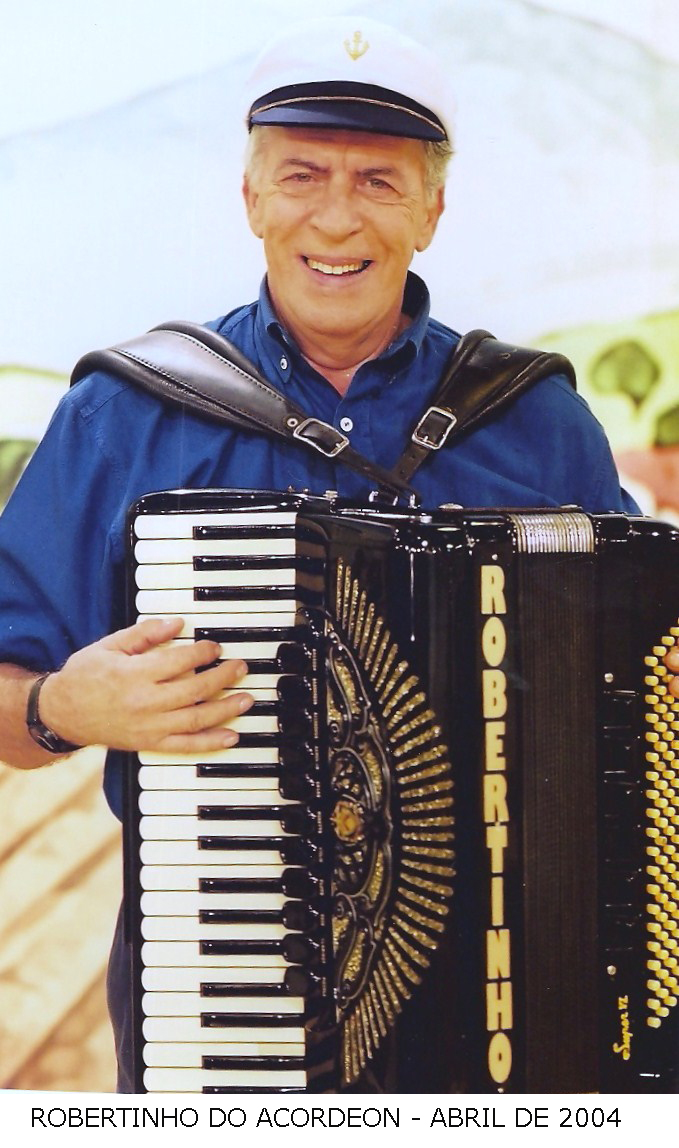 ROBERTINHO
Super VI
ROBERTINHO DO ACORDEON - ABRIL DE 2004